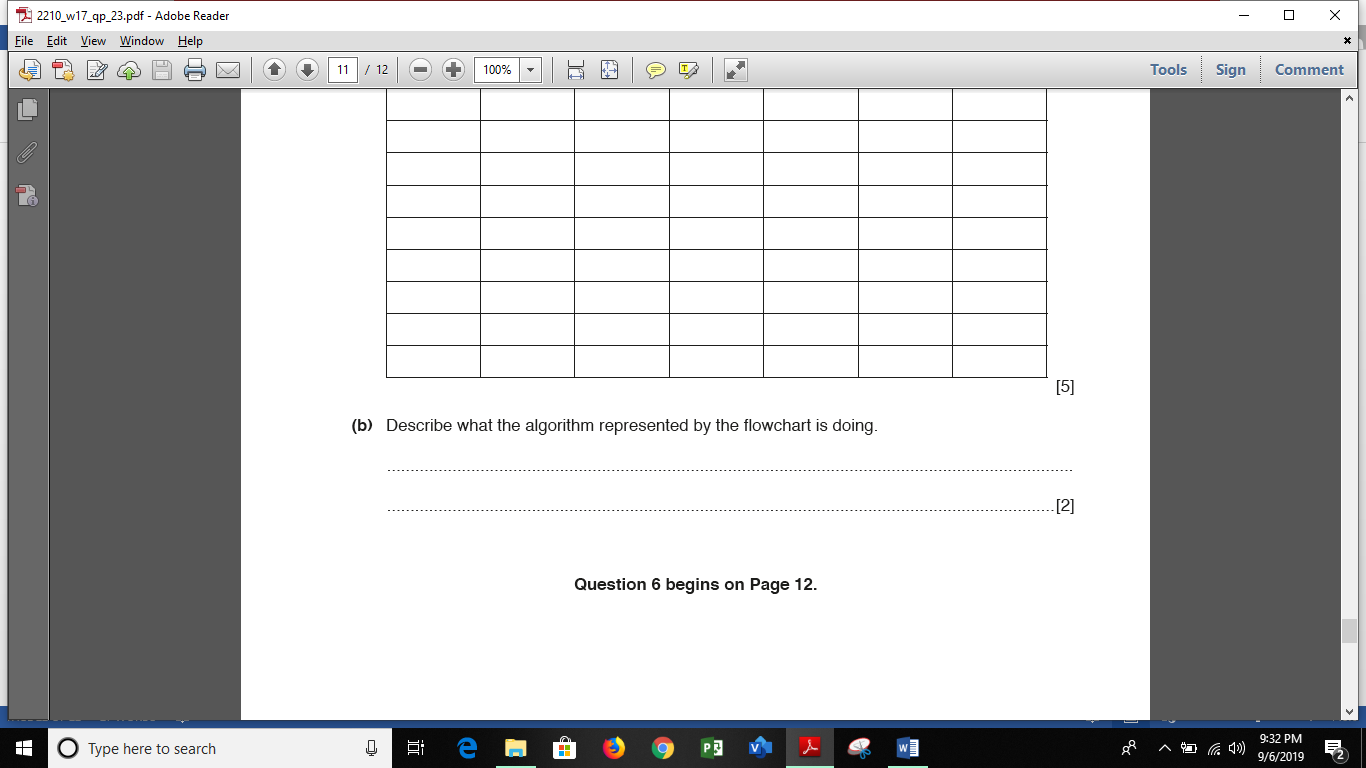 2210_w17_qp_23.pdf - Adobe Reader
File Edit View Window Help
11 / 12 100% Tools Sign Comment
[5]
(b) Describe what the algorithm represented by the flowchart is doing.
[2]
Question 6 begins on Page 12.
Type here to search
9:32 PM
9/6/2019
2